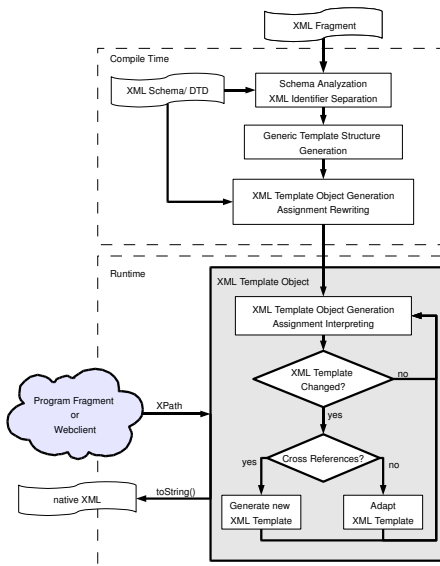 XML Fragment
Compile Time
XML Schema/ DTD
Schema Analyzation
XML Identifier Separation
Generic Template Structure
Generation
XML Template Object Generation
Assignment Rewriting
Runtime
XML Template Object
XML Template Object Generation
Assignment Interpreting
XML Template
Changed?
no
Program Fragment
or
Webclient
XPath
yes
Cross References?
yes
no
toString()
native XML
Generate new
XML Template
Adapt
XML Template